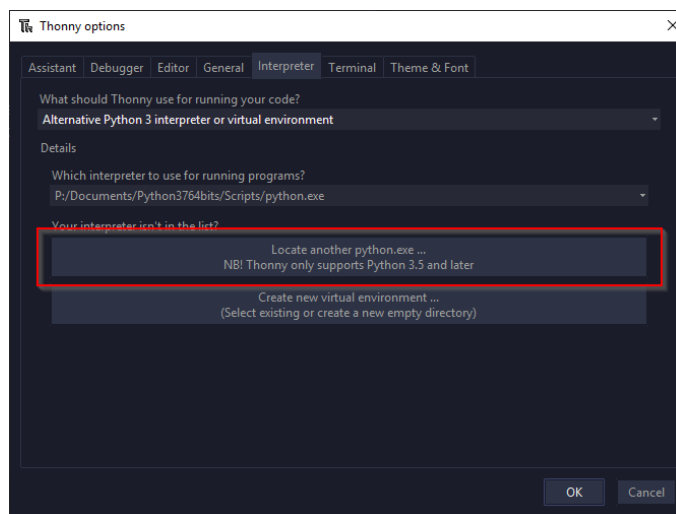 Thonny options
Assistant Debugger Editor General Interpreter Terminal Theme & Font
What should Thonny use for running your code?
Alternative Python 3 interpreter or virtual environment
Details
Which interpreter to use for running programs?
P:/Documents/Python3764bits/Scripts/python.exe
Your interpreter isn't in the list?
Locate another python.exe ...
NB! Thonny only supports Python 3.5 and later
Create new virtual environment ...
(Select existing or create a new empty directory)
OK Cancel